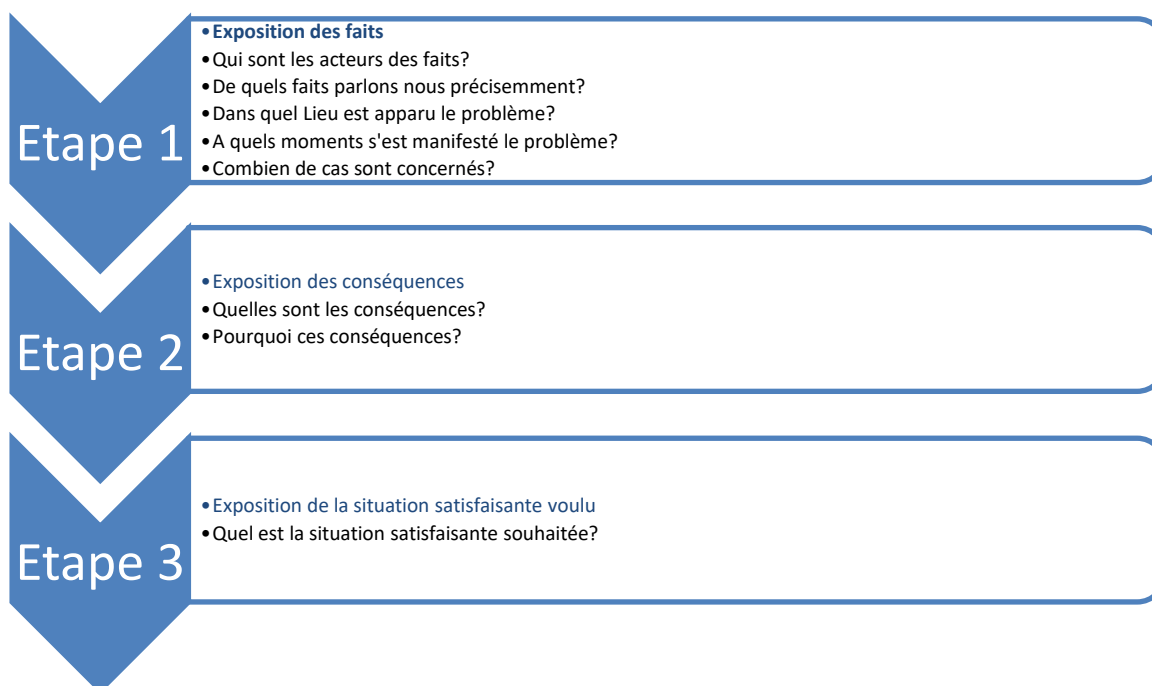 Etape 1
•Exposition des faits
•Qui sont les acteurs des faits?
•De quels faits parlons nous précisemment?
•Dans quel Lieu est apparu le problème?
•A quels moments s'est manifesté le problème?
•Combien de cas sont concernés?
Etape 2
•Exposition des conséquences
•Quelles sont les conséquences?
•Pourquoi ces conséquences?
Etape 3
•Exposition de la situation satisfaisante voulu
•Quel est la situation satisfaisante souhaitée?